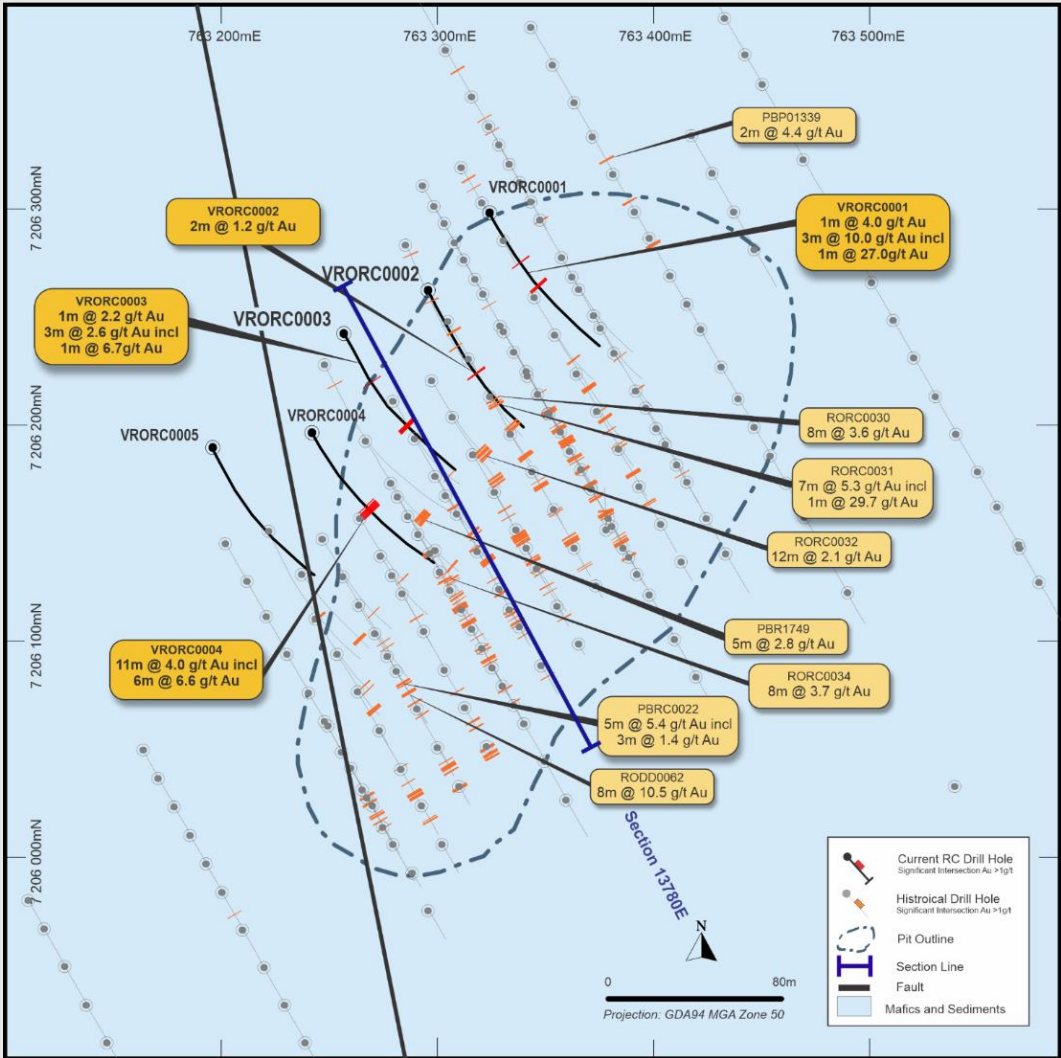 763 200mE
763 300mE
763 400mE
763 500mE
PBP01339
2m @ 4.4 g/t Au
7 206 300mN
VRORC0001
VRORC0002
2m @ 1.2 g/t Au
VRORC0001
1m @ 4.0 g/t Au
3m @ 10.0 g/t Au incl
1m @ 27.0g/t Au
VRORC0002
VRORC0003
1m @ 2.2 g/t Au
3m @ 2.6 g/t Au incl
1m @ 6.7g/t Au
VRORC0003
7 206 200mN
VRORC0004
VRORC0005
RORC0030
8m @ 3.6 g/t Au
RORC0031
7m @ 5.3 g/t Au incl
1m @ 29.7 g/t Au
RORC0032
12m @ 2.1 g/t Au
7 206 100mN
PBR1749
5m @ 2.8 g/t Au
VRORC0004
11m @ 4.0 g/t Au incl
6m @ 6.6 g/t Au
RORC0034
8m @ 3.7 g/t Au
PBRC0022
5m @ 5.4 g/t Au incl
3m @ 1.4 g/t Au
RODD0062
8m @ 10.5 g/t Au
7 206 000mN
Section 13780E
N
0 80m
Projection: GDA94 MGA Zone 50
Current RC Drill Hole
Significant Intersection Au >1g/t
Histroical Drill Hole
Significant Intersection Au >1g/t
Pit Outline
Section Line
Fault
Mafics and Sediments